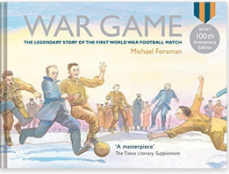 WAR GAME
THE LEGENDARY STORY OF THE FIRST WORLD WAR FOOTBALL MATCH
Michael Foreman
100th
Anniversary
Edition
'A masterpiece'
The Times Literary Supplement